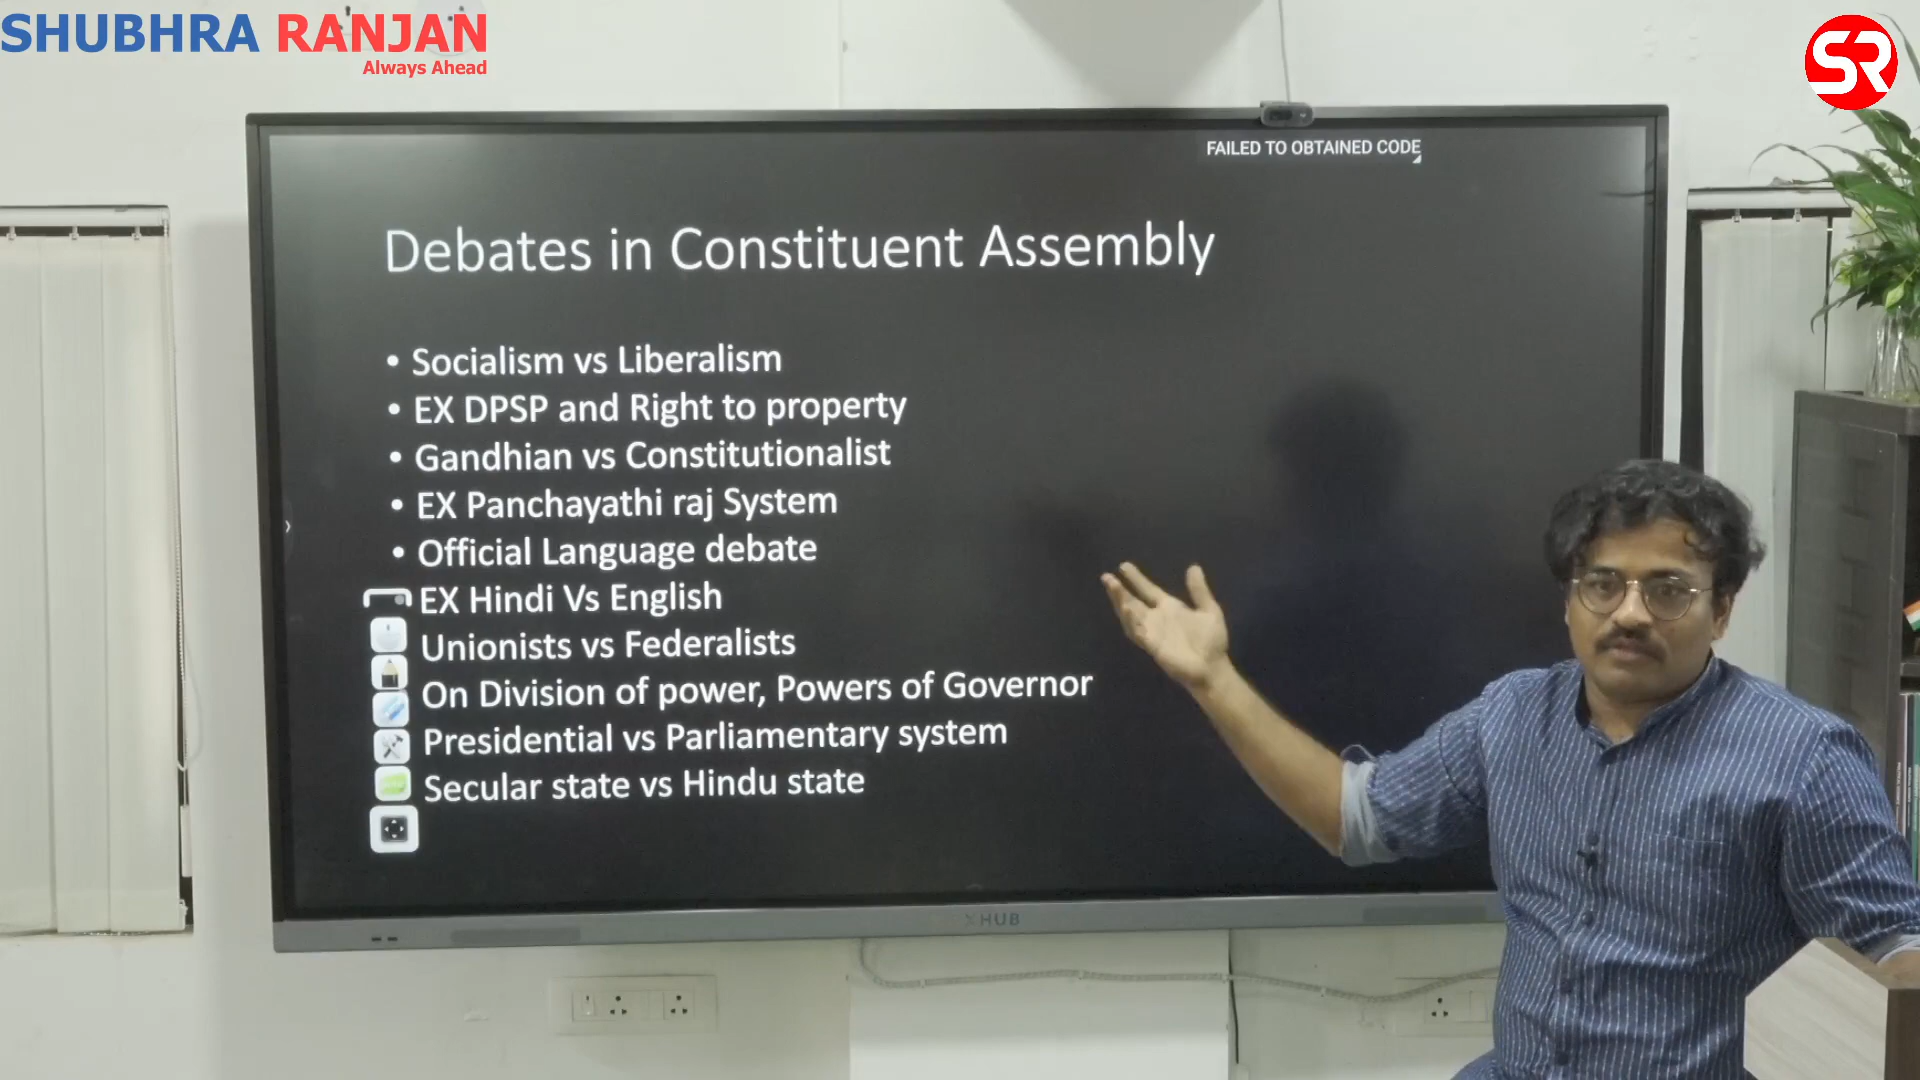 SHUBHRA RANJAN
Always Ahead
SR
FAILED TO OBTAINED CODE
Debates in Constituent Assembly
• Socialism vs Liberalism
• EX DPSP and Right to property
• Gandhian vs Constitutionalist
• EX Panchayathi raj System
• Official Language debate
EX Hindi Vs English
Unionists vs Federalists
On Division of power, Powers of Governor
Presidential vs Parliamentary system
Secular state vs Hindu state
HUB